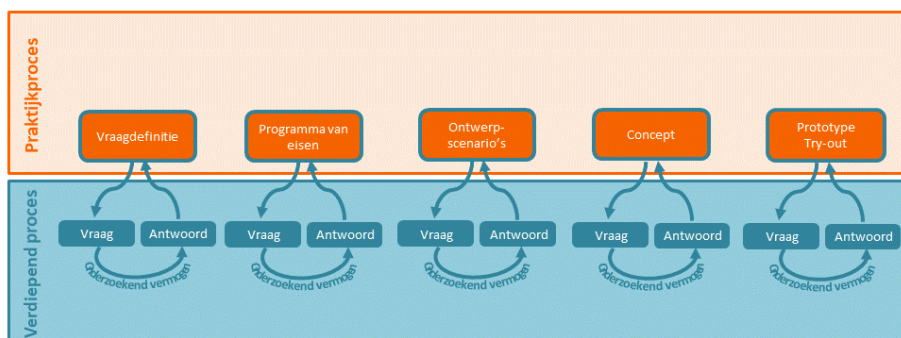 Praktijkproces
Vraagdefinitie
Programma van
eisen
Ontwerp-
scenario's
Concept
Prototype
Try-out
Verdiepend proces
Vraag
Antwoord
Onderzoekend vermogen
Vraag
Antwoord
Onderzoekend vermogen
Vraag
Antwoord
Onderzoekend vermogen
Vraag
Antwoord
Onderzoekend vermogen
Vraag
Antwoord
Onderzoekend vermogen